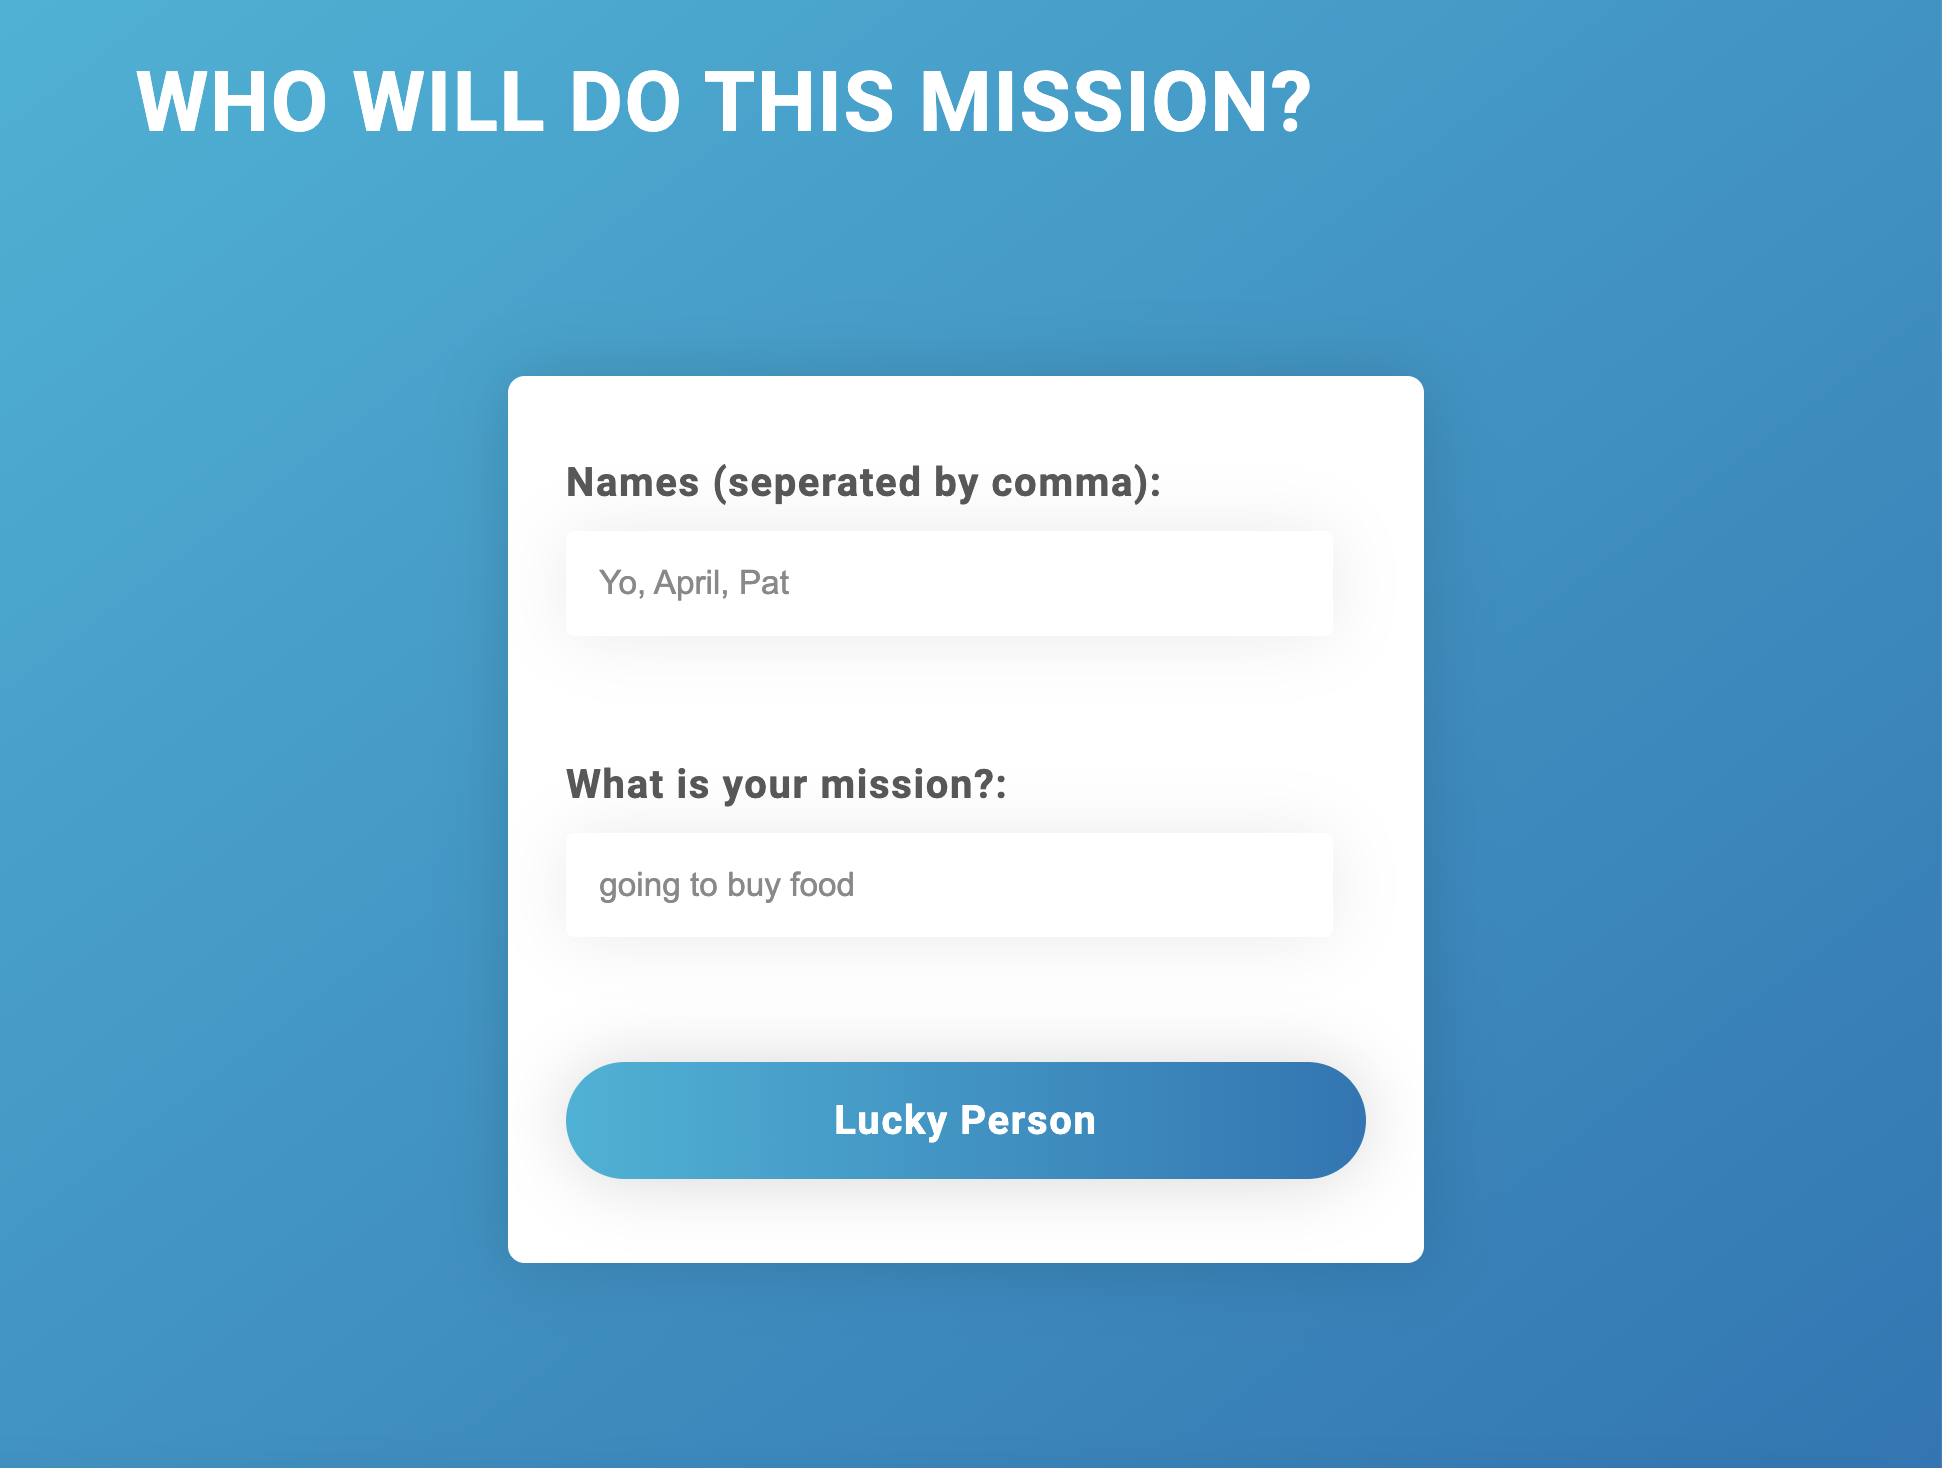 WHO WILL DO THIS MISSION?
Names (seperated by comma):
Yo, April, Pat
What is your mission?:
going to buy food
Lucky Person